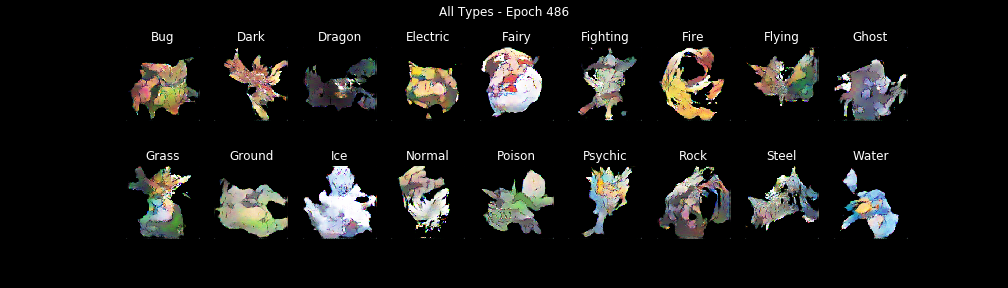 All Types - Epoch 486
Bug Dark Dragon Electric Fairy Fighting Fire Flying Ghost
Grass Ground Ice Normal Poison Psychic Rock Steel Water